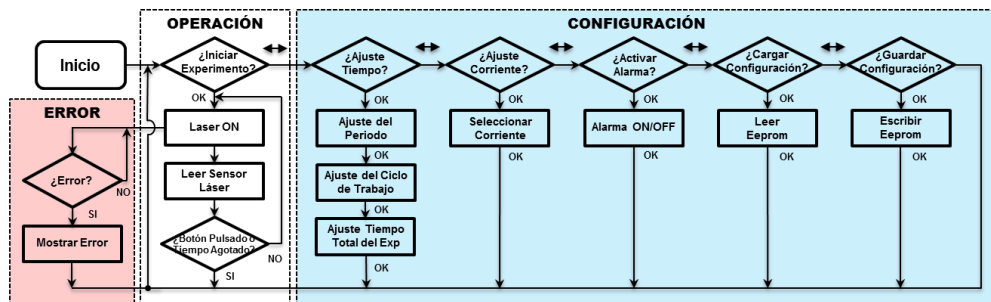 OPERACIÓN
CONFIGURACIÓN
Inicio
¿Iniciar
Experimento?
¿Ajuste
Tiempo?
¿Ajuste
Corriente?
¿Activar
Alarma?
¿Cargar
Configuración?
¿Guardar
Configuración?
OK
OK
OK
OK
OK
OK
ERROR
Laser ON
Ajuste del
Periodo
Seleccionar
Corriente
Alarma ON/OFF
Leer
Eeprom
Escribir
Eeprom
OK
OK
OK
OK
OK
¿Error?
NO
Leer Sensor
Láser
Ajuste del Ciclo
de Trabajo
OK
SI
Mostrar Error
¿Botón Pulsado o
Tiempo Agotado?
NO
Ajuste Tiempo
Total del Exp
SI
OK